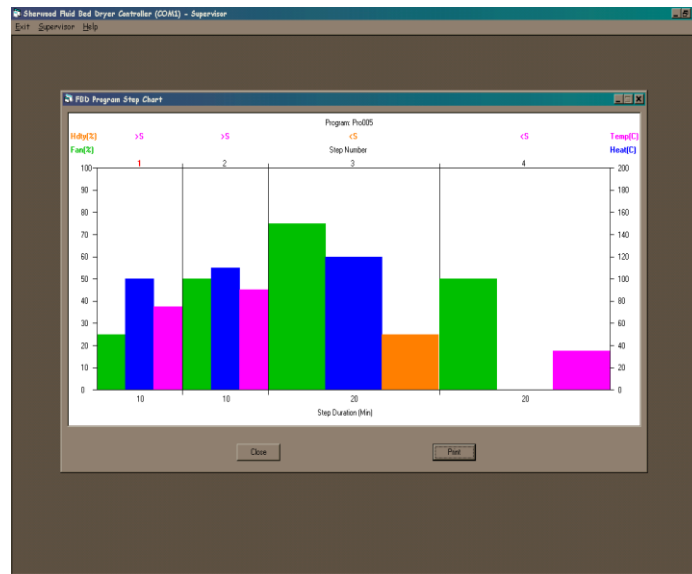 Sherwood Fluid Bed Dryer Controller (COM1) - Supervisor
Exit Supervisor Help
FBD Program Step Chart
Program: Pro005
Hdty(%) >5 >5 <5 <5 Temp(C)
Fan(%) Step Number Heat(C)
1 2 3 4
100 200
90 180
80 160
70 140
60 120
50 100
40 80
30 60
20 40
10 20
0 0
10 10 20 20
Step Duration (Min)
Close Print